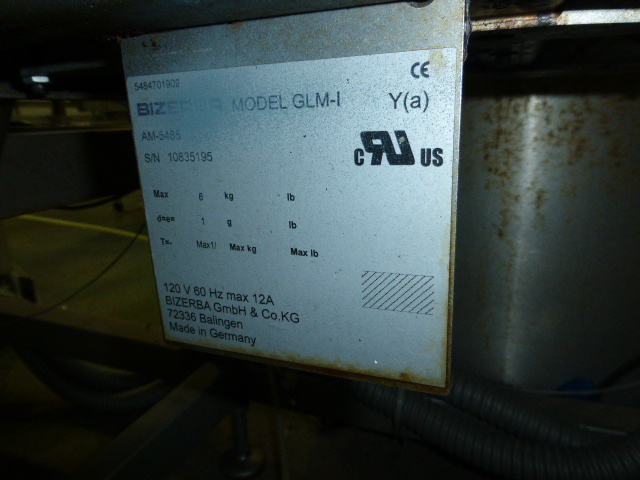 5484701902
CE
BIZERBA MODEL GLM-I Y(a)
AM-5485
S/N 10835195
c RU US
Max 6 kg lb
d=e= 1 g lb
T=- Max1/ Max kg Max lb
120 V 60 Hz max 12A
BIZERBA GmbH & Co.KG
72336 Balingen
Made in Germany